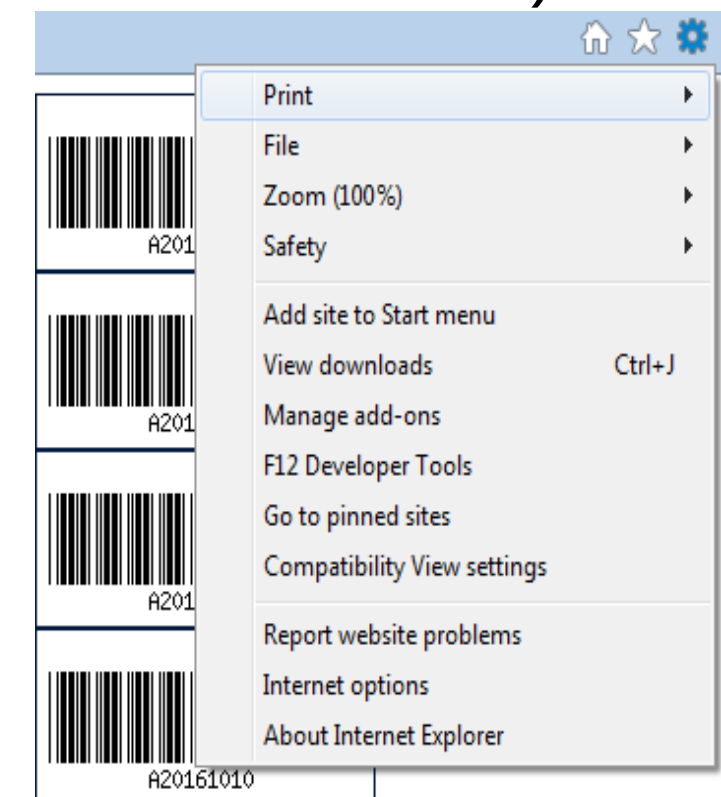 Print
File
Zoom (100%)
Safety
Add site to Start menu
View downloads Ctrl+J
Manage add-ons
F12 Developer Tools
Go to pinned sites
Compatibility View settings
Report website problems
Internet options
About Internet Explorer
A201
A201
A201
A20161010